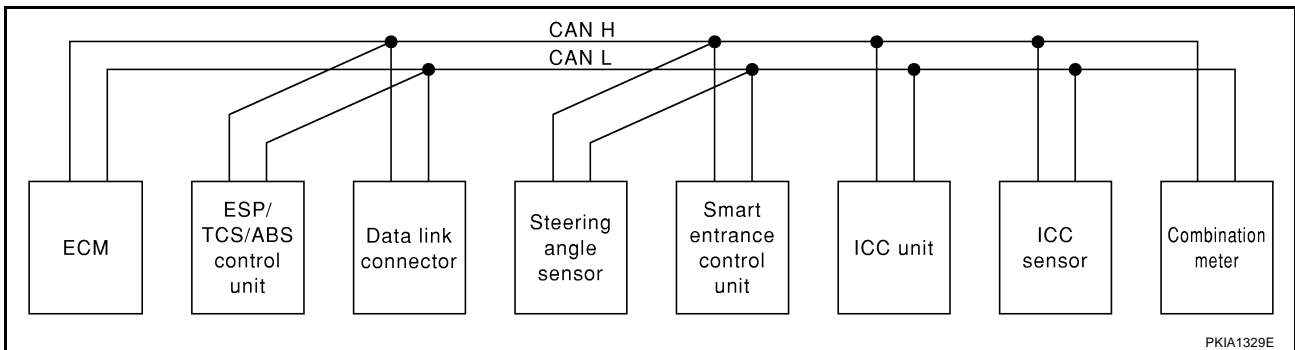 CAN H
CAN L
ECM
ESP/
TCS/ABS
control
unit
Data link
connector
Steering
angle
sensor
Smart
entrance
control
unit
ICC unit
ICC
sensor
Combination
meter
PKIA1329E